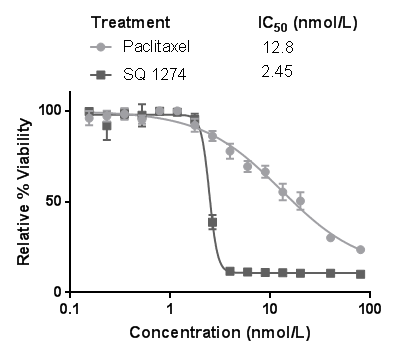 Treatment IC50 (nmol/L)
Paclitaxel 12.8
SQ 1274 2.45
100
50
0
Relative % Viability
0.1 1 10 100
Concentration (nmol/L)